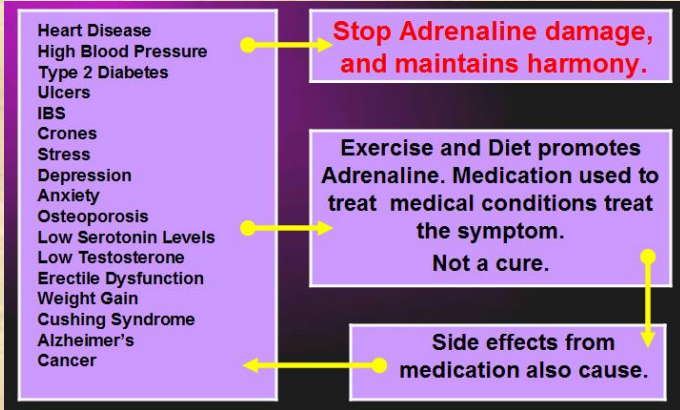 Heart Disease
High Blood Pressure
Type 2 Diabetes
Ulcers
IBS
Crones
Stress
Depression
Anxiety
Osteoporosis
Low Serotonin Levels
Low Testosterone
Erectile Dysfunction
Weight Gain
Cushing Syndrome
Alzheimer's
Cancer
Stop Adrenaline damage,
and maintains harmony.
Exercise and Diet promotes
Adrenaline. Medication used to
treat medical conditions treat
the symptom.
Not a cure.
Side effects from
medication also cause.